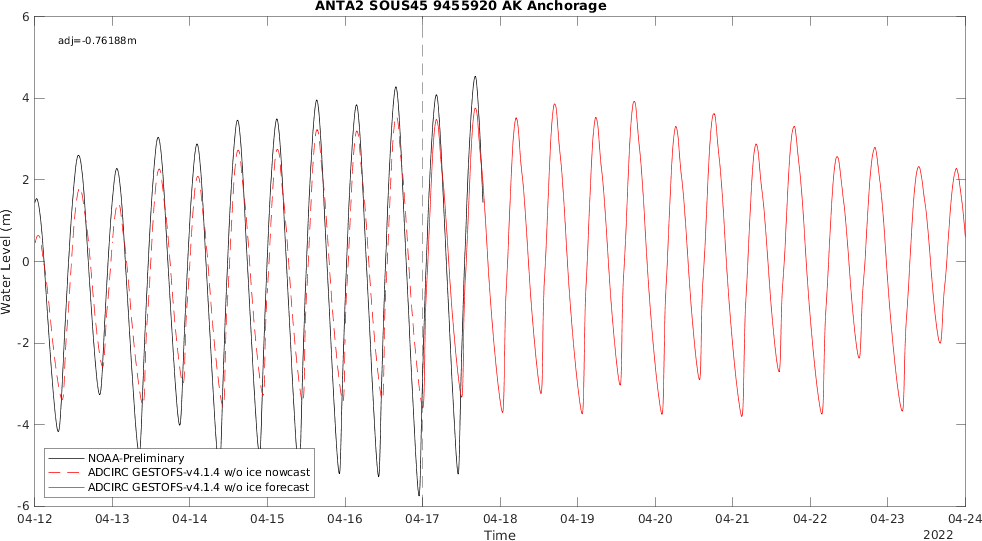 ANTA2 SOUS45 9455920 AK Anchorage
adj=-0.76188m
6
4
2
0
-2
-4
-6
Water Level (m)
NOAA-Preliminary
ADCIRC GESTOFS-v4.1.4 w/o ice nowcast
ADCIRC GESTOFS-v4.1.4 w/o ice forecast
04-12 04-13 04-14 04-15 04-16 04-17 04-18 04-19 04-20 04-21 04-22 04-23 04-24
Time
2022